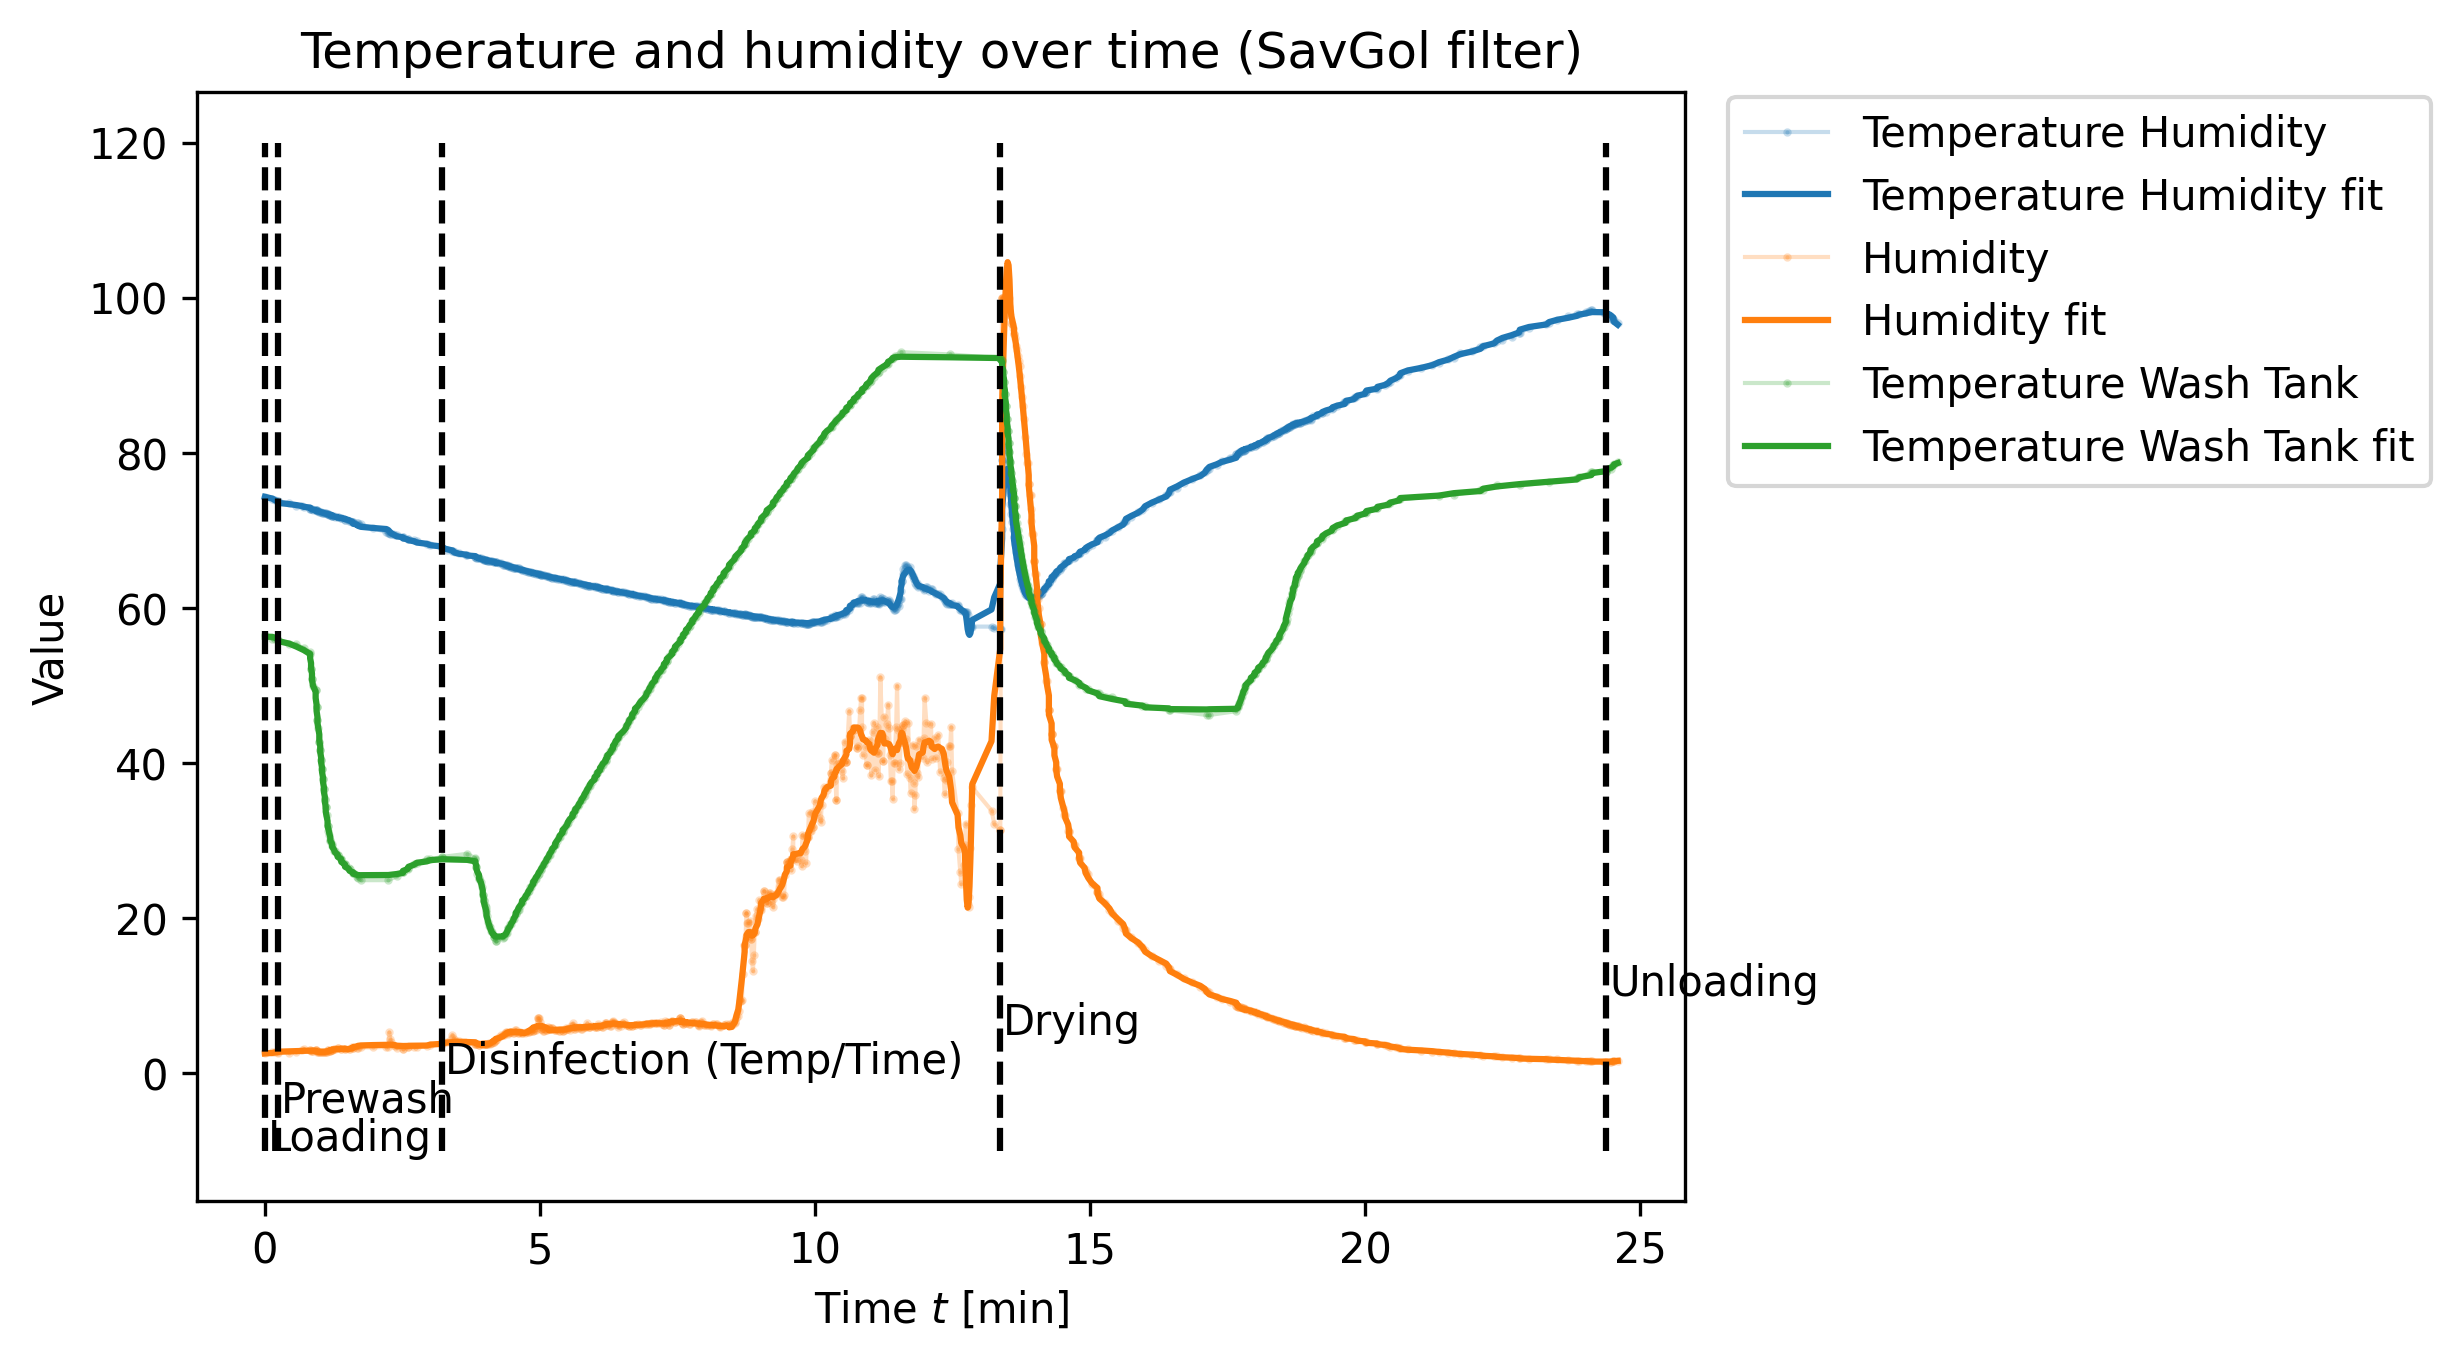 Temperature and humidity over time (SavGol filter)
120
100
80
60
40
20
0
Value
Temperature Humidity
Temperature Humidity fit
Humidity
Humidity fit
Temperature Wash Tank
Temperature Wash Tank fit
Unloading
Drying
Disinfection (Temp/Time)
Prewash
Loading
0 5 10 15 20 25
Time t [min]